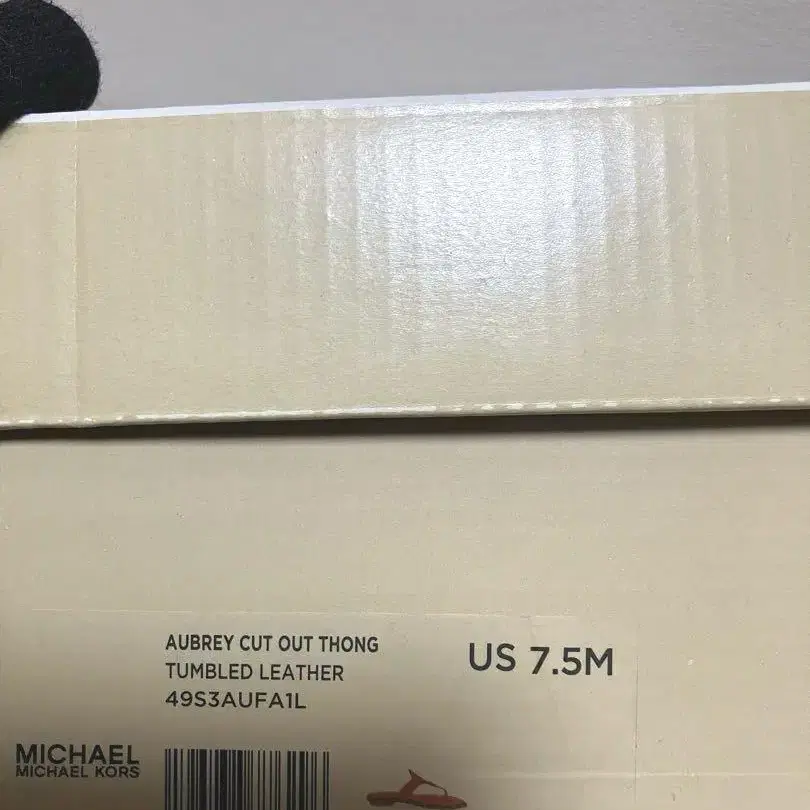 AUBREY CUT OUT THONG
TUMBLED LEATHER
49S3AUFA1L
US 7.5M
MICHAEL
MICHAEL KORS